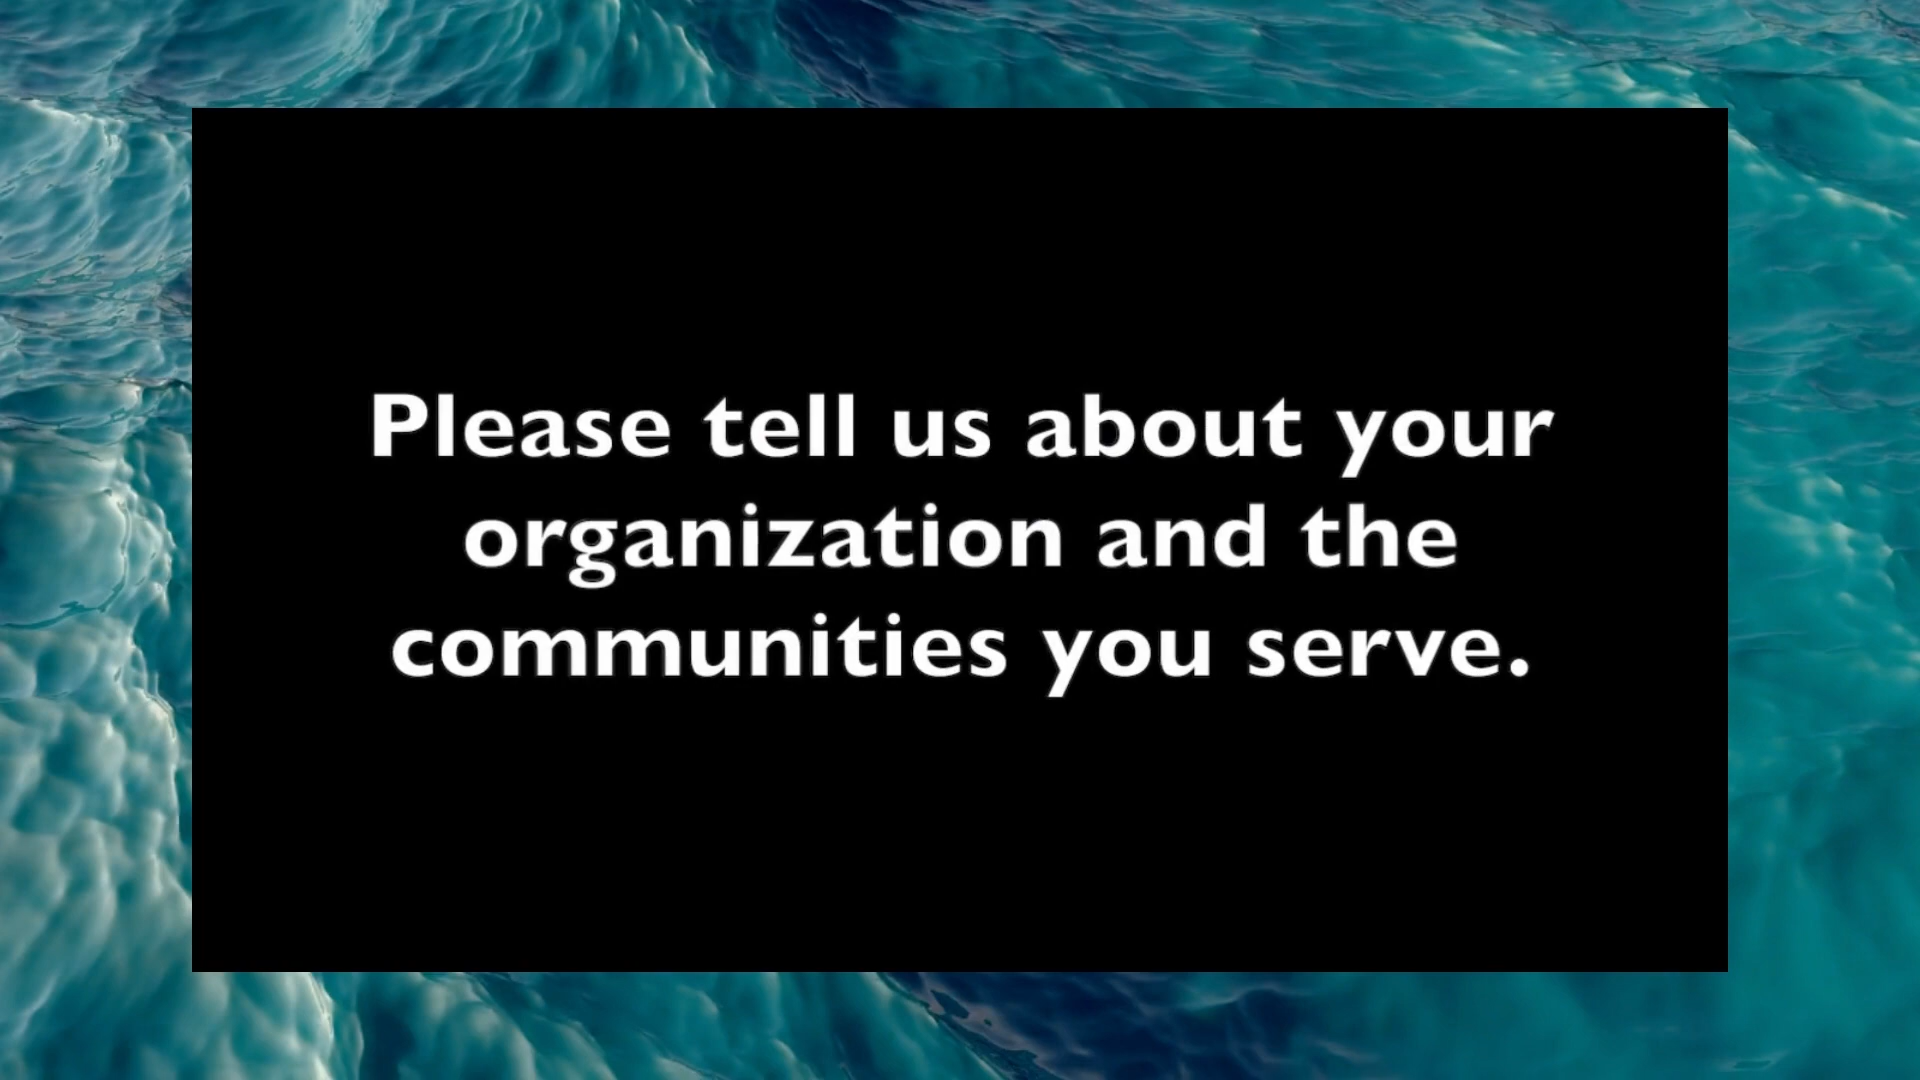 Please tell us about your
organization and the
communities you serve.